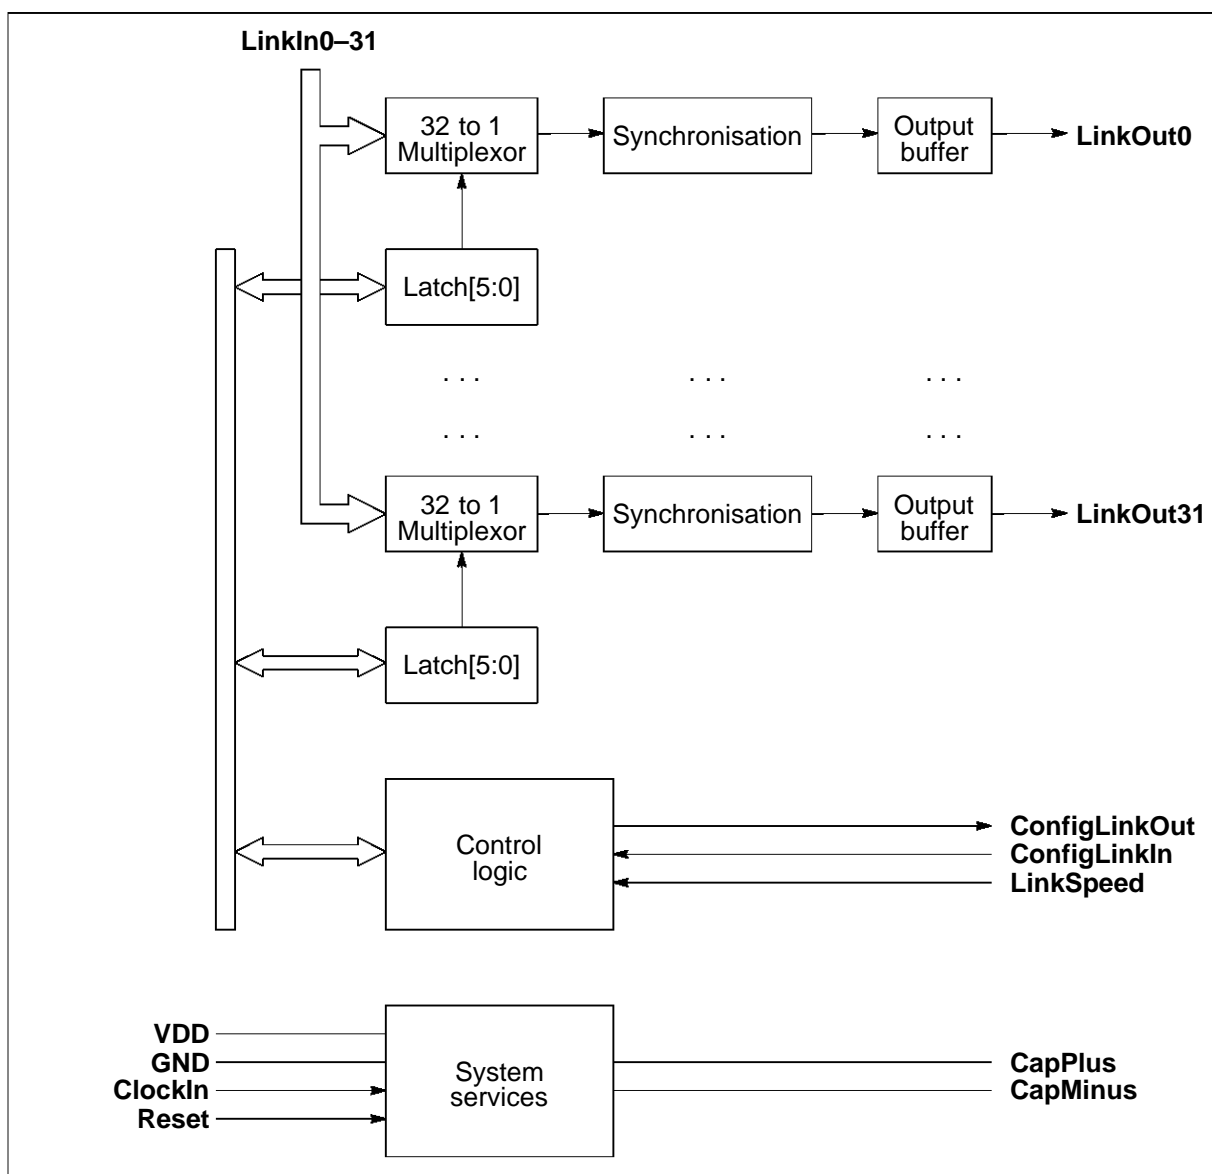 LinkIn0–31
32 to 1
Multiplexor
Synchronisation
Output
buffer
LinkOut0
Latch[5:0]
. . .
. . .
. . .
. . .
. . .
. . .
32 to 1
Multiplexor
Synchronisation
Output
buffer
LinkOut31
Latch[5:0]
Control
logic
ConfigLinkOut
ConfigLinkIn
LinkSpeed
VDD
GND
ClockIn
Reset
System
services
CapPlus
CapMinus